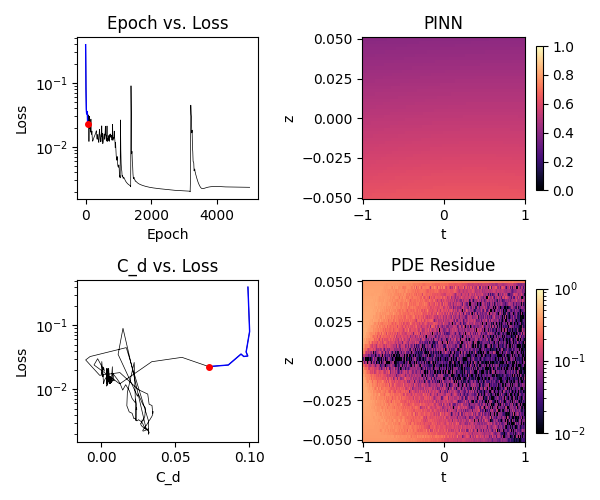 Epoch vs. Loss
Loss
10⁻¹
10⁻²
0
2000
4000
Epoch
PINN
z
0.050
0.025
0.000
−0.025
−0.050
−1
0
1
t
1.0
0.8
0.6
0.4
0.2
0.0
C_d vs. Loss
Loss
10⁻¹
10⁻²
0.00
0.05
0.10
C_d
PDE Residue
z
0.050
0.025
0.000
−0.025
−0.050
−1
0
1
t
10⁰
10⁻¹
10⁻²